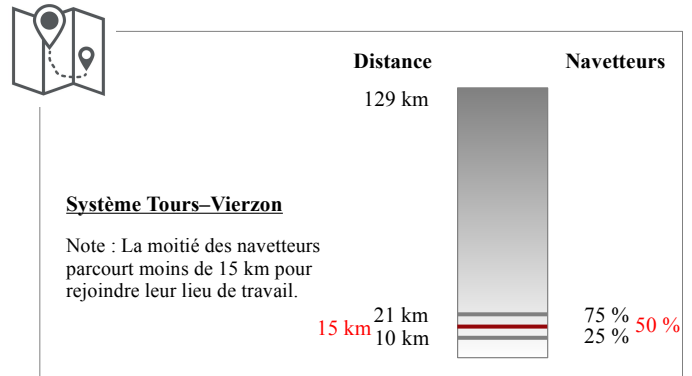 Distance Navetteurs
129 km
Système Tours–Vierzon
Note : La moitié des navetteurs
parcourt moins de 15 km pour
rejoindre leur lieu de travail.
21 km 75 %
15 km 50 %
10 km 25 %